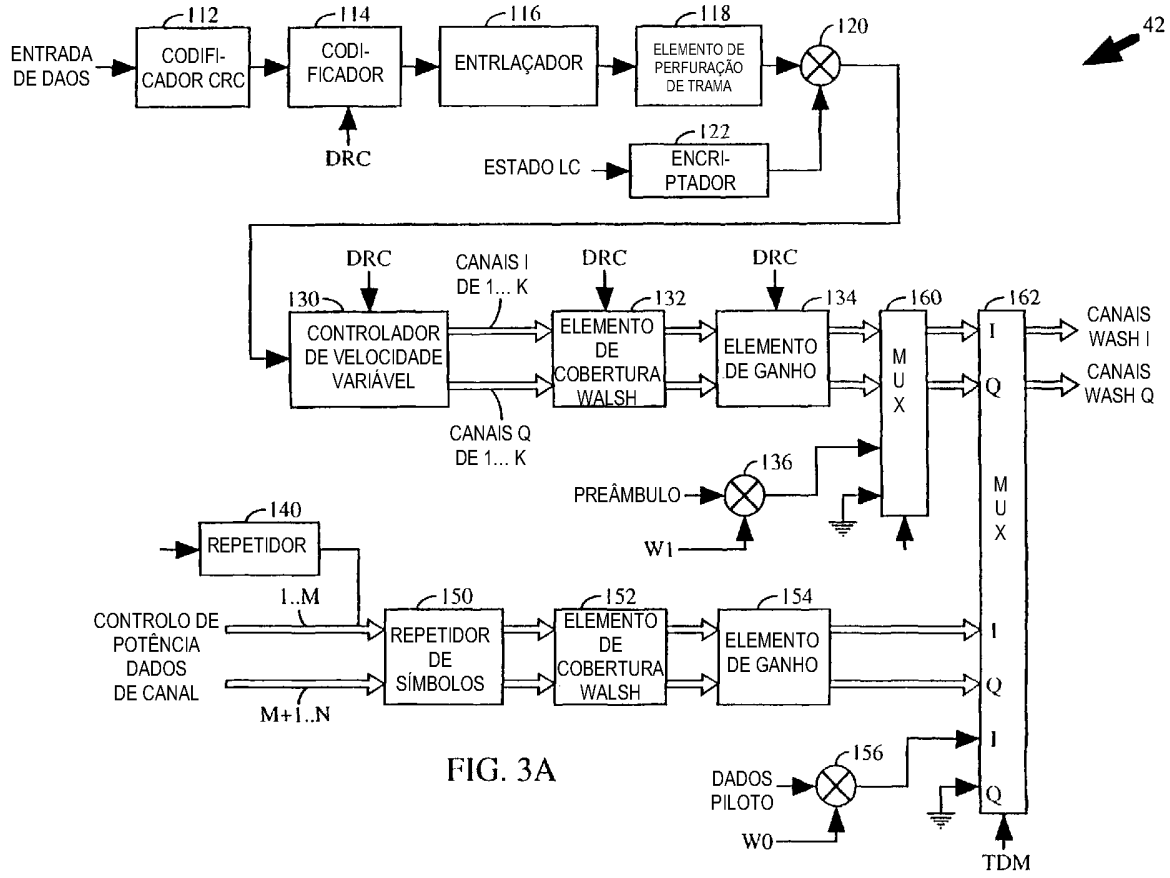 112
114
116
118
120
42
ENTRADA
DE DAOS
CODIFI-
CADOR CRC
CODI-
FICADOR
ENTRLAÇADOR
ELEMENTO DE
PERFURAÇÃO
DE TRAMA
DRC
122
ESTADO LC
ENCRI-
PTADOR
DRC
CANAIS I
DE 1... K
DRC
DRC
130
132
134
160
162
CONTROLADOR
DE VELOCIDADE
VARIÁVEL
ELEMENTO
DE
COBERTURA
WALSH
ELEMENTO
DE GANHO
MUX
I
Q
CANAIS
WASH I
CANAIS
WASH Q
CANAIS Q
DE 1... K
136
PREÂMBULO
W1
MUX
140
REPETIDOR
1..M
150
152
154
CONTROLO DE
POTÊNCIA
DADOS
DE CANAL
REPETIDOR
DE
SÍMBOLOS
ELEMENTO
DE
COBERTURA
WALSH
ELEMENTO
DE GANHO
I
Q
M+1..N
FIG. 3A
156
DADOS
PILOTO
I
Q
W0
TDM